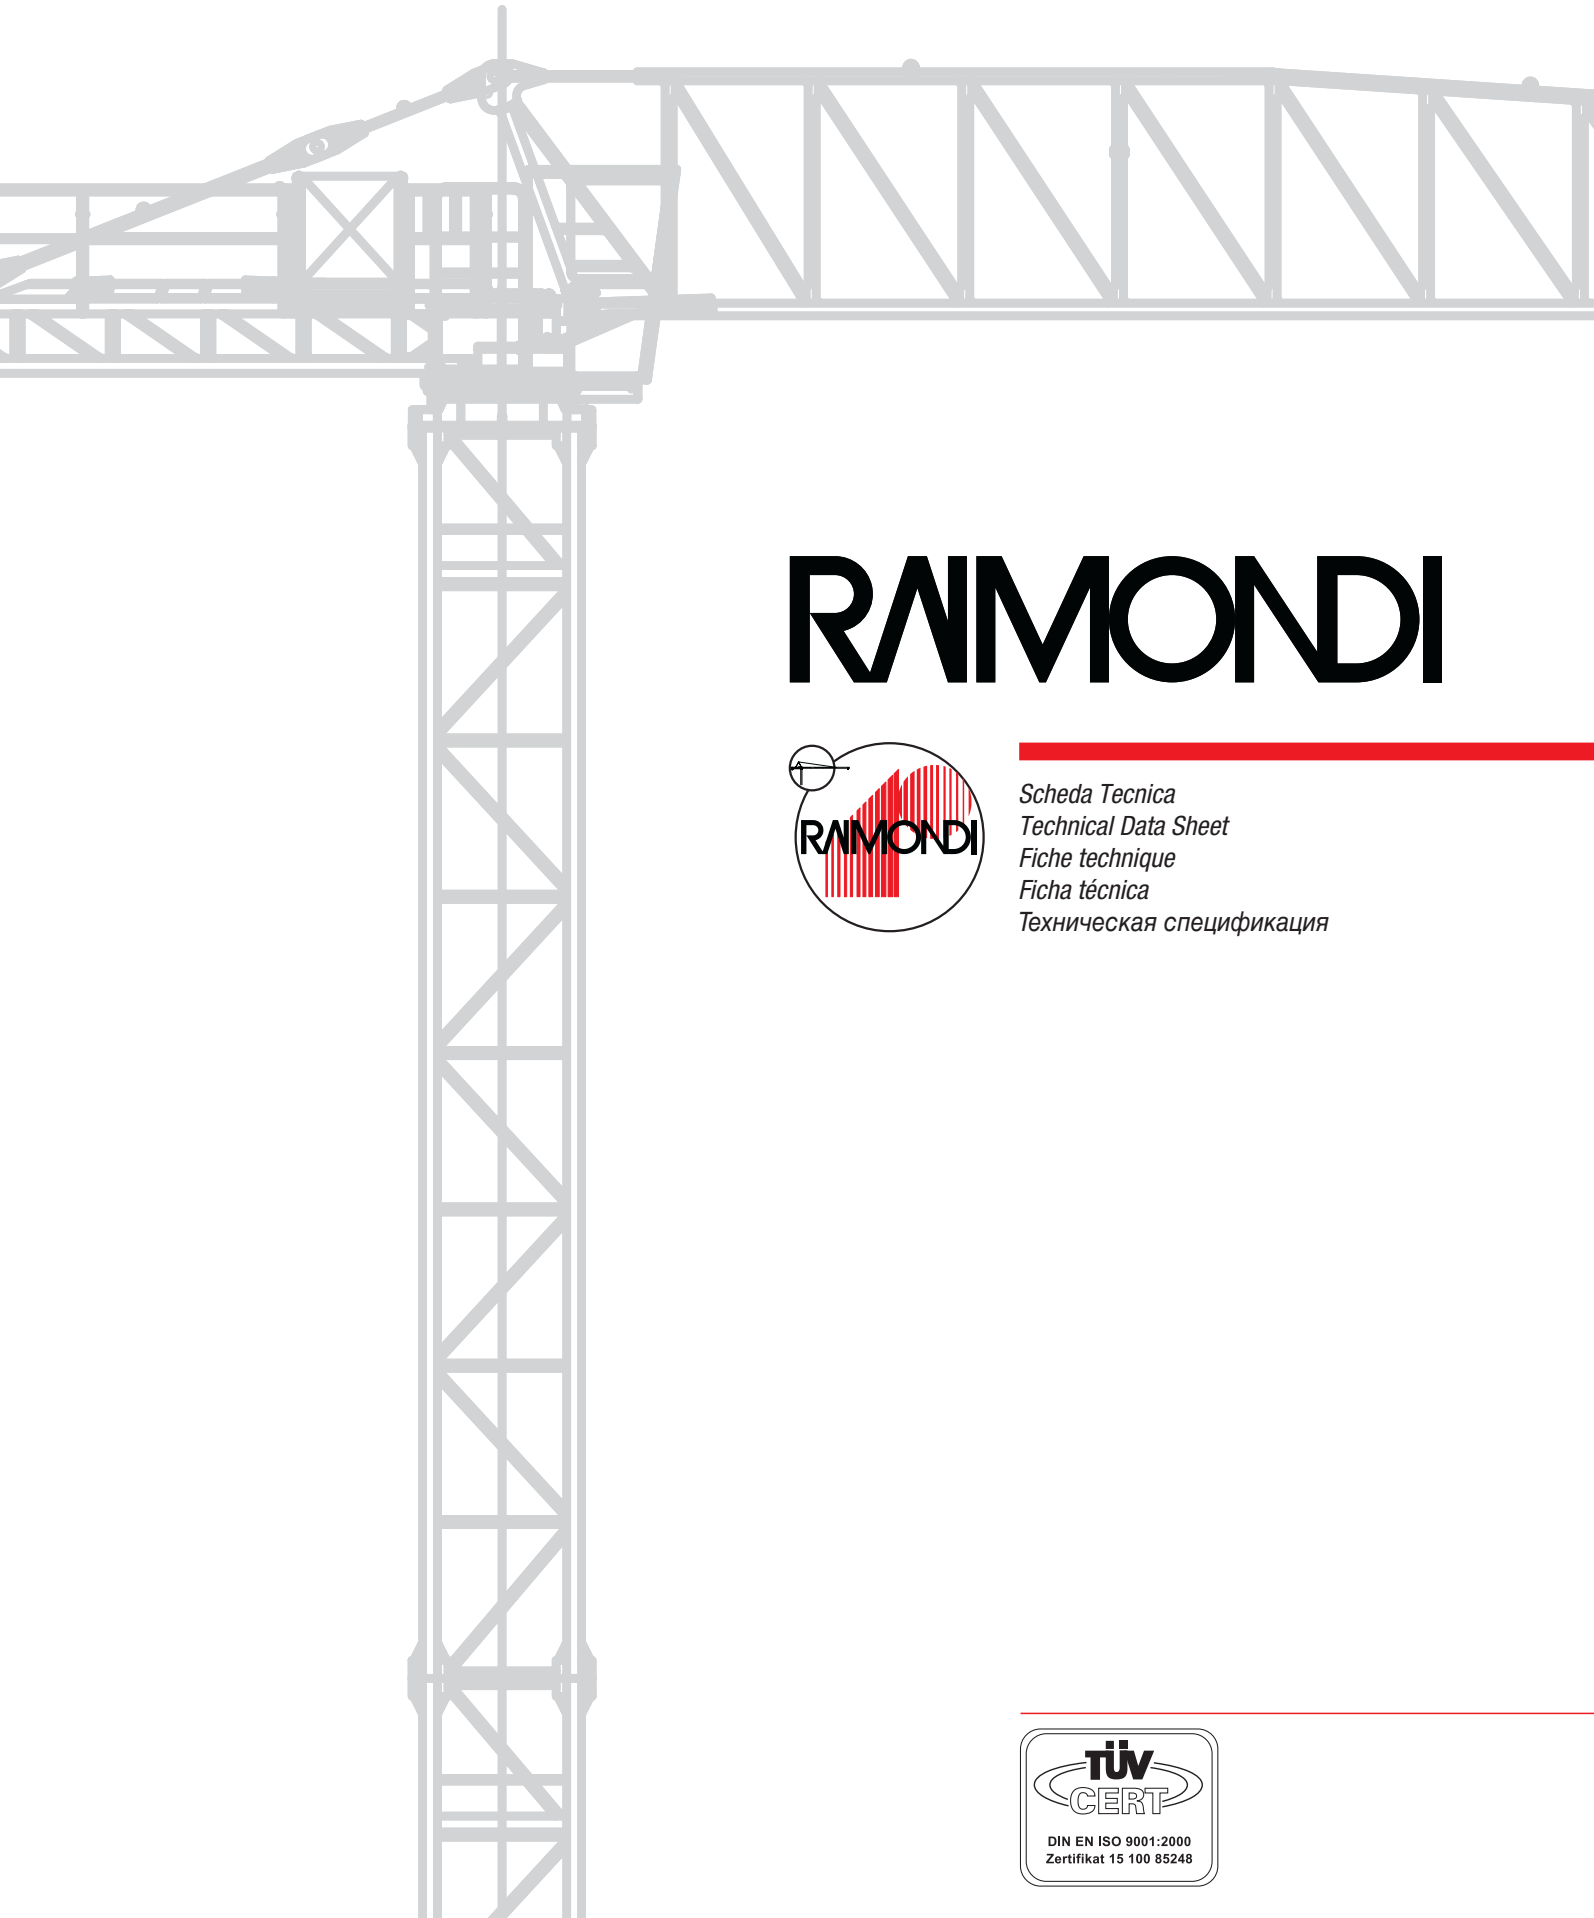 RAIMONDI
RAIMONDI
Scheda Tecnica
Technical Data Sheet
Fiche technique
Ficha técnica
Техническая спецификация
TÜV
CERT
DIN EN ISO 9001:2000
Zertifikat 15 100 85248